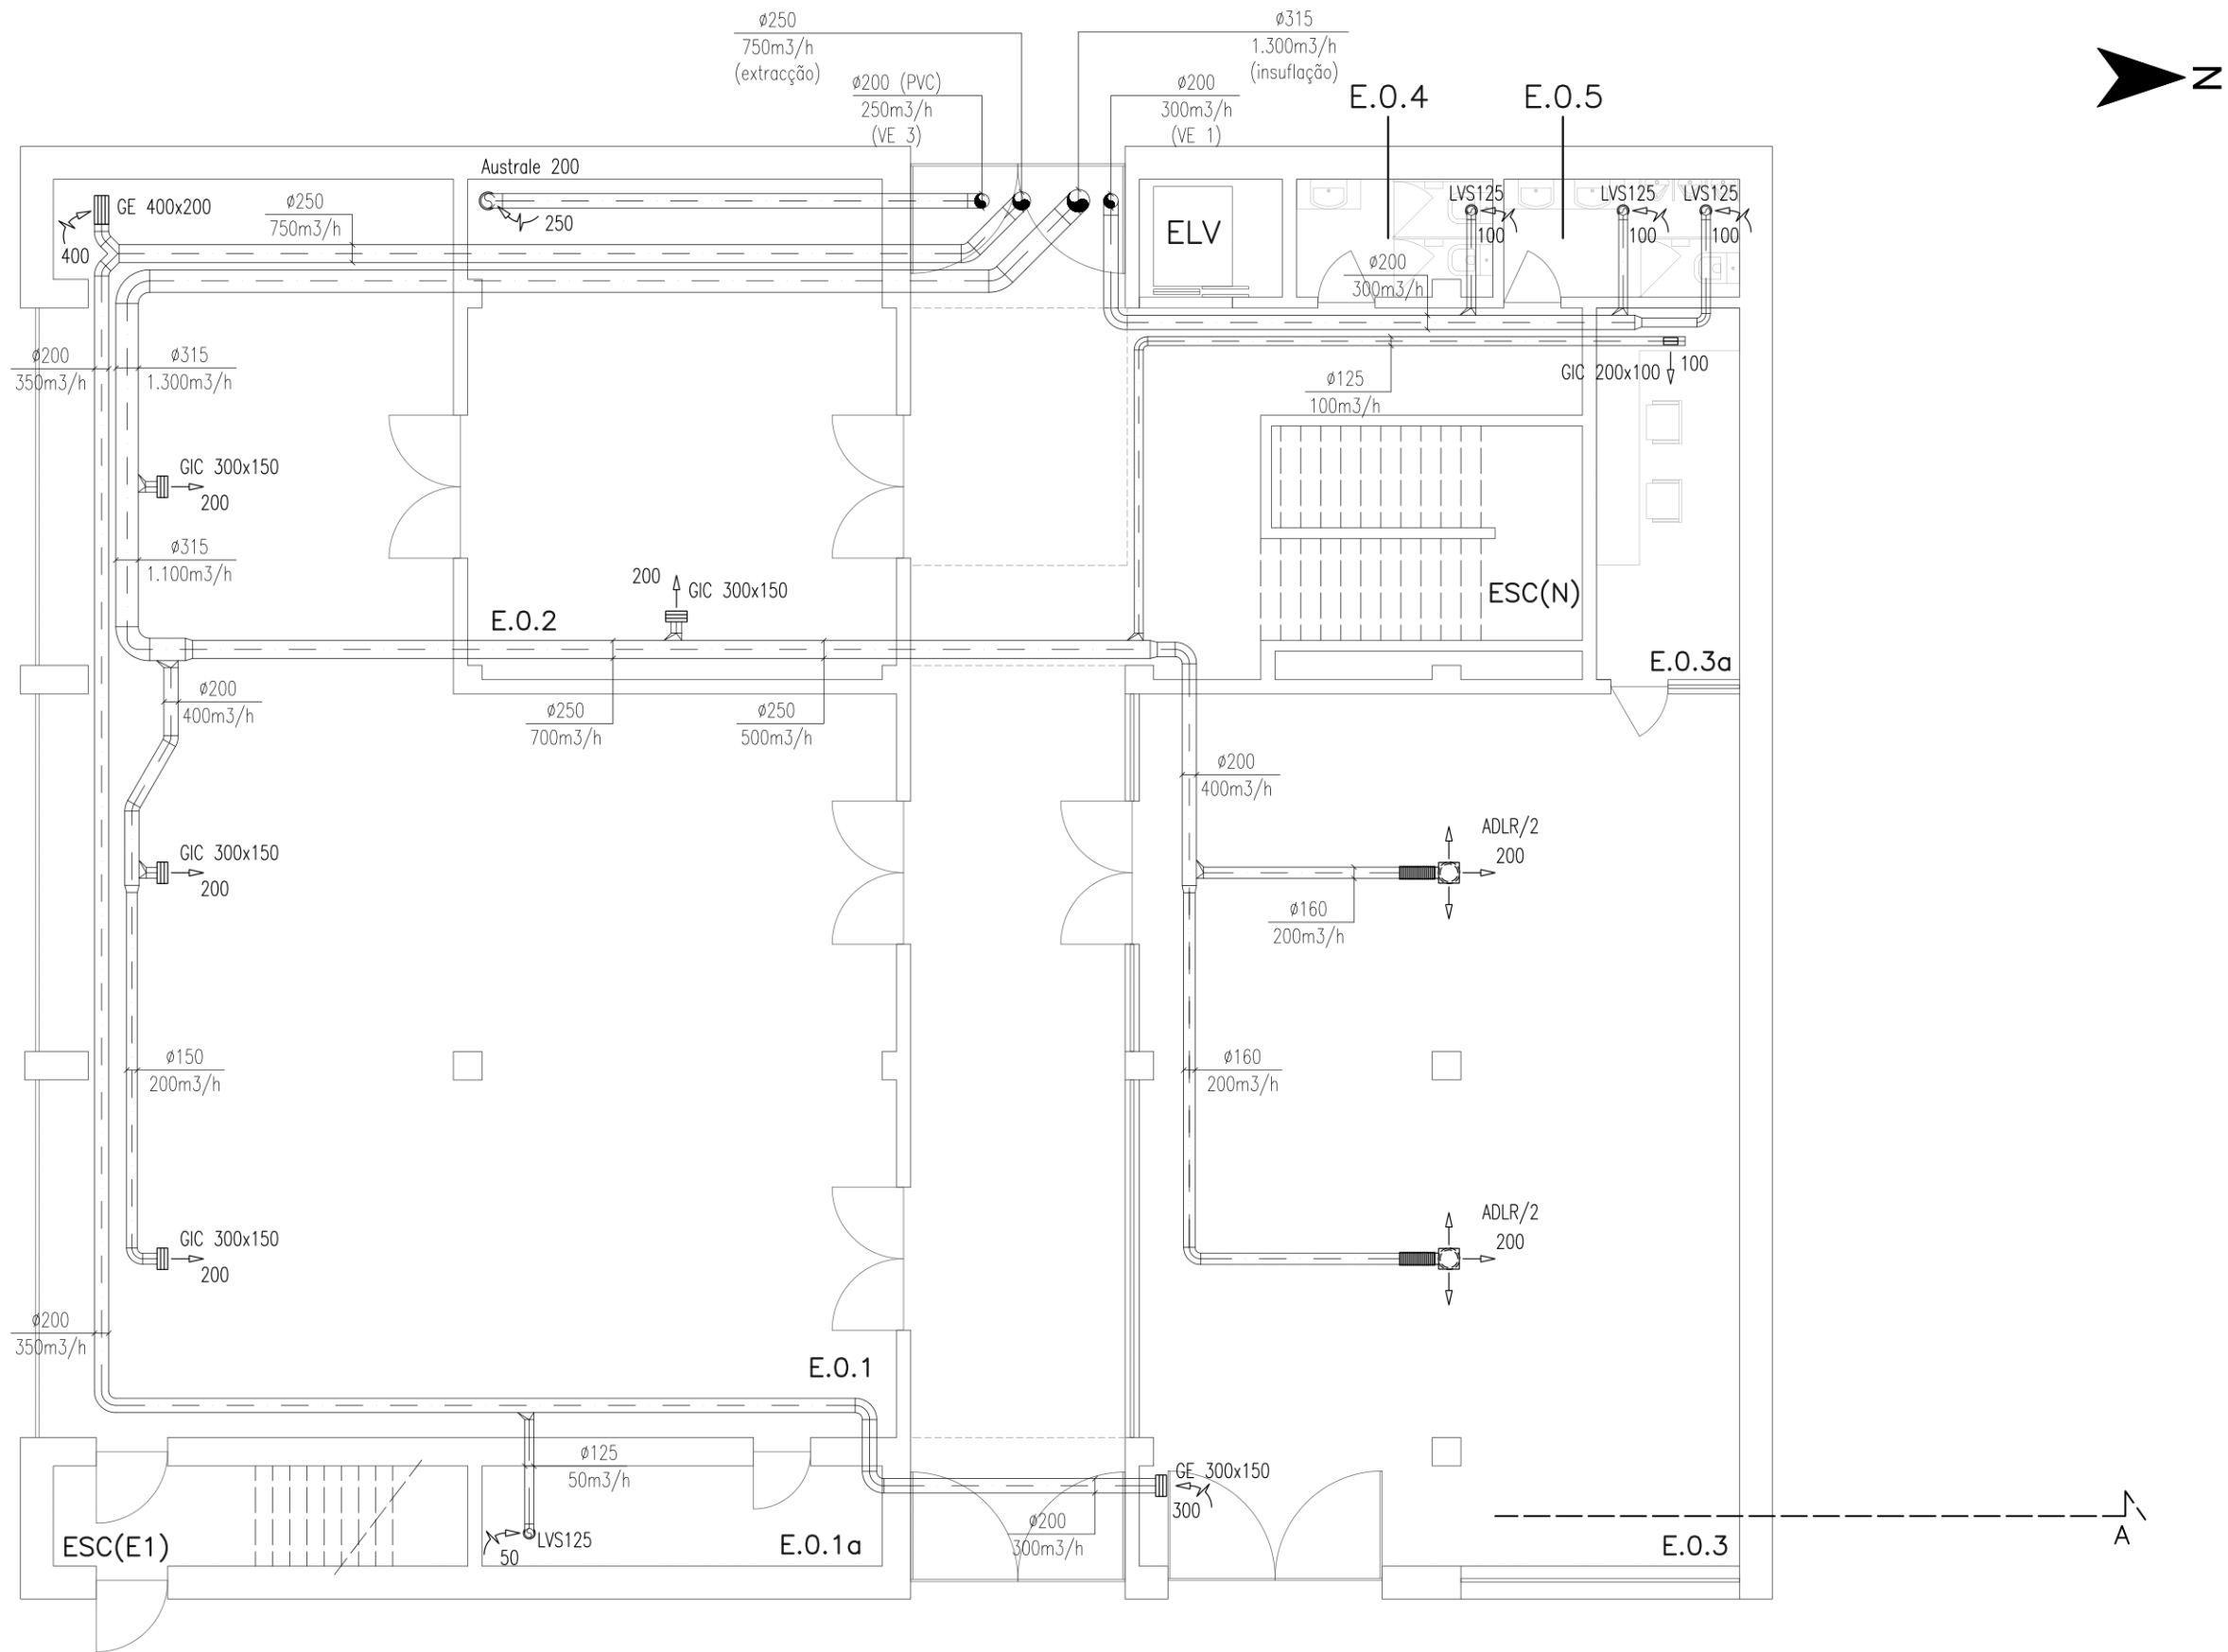 ø250
750m3/h
(extracção)
ø315
1.300m3/h
(insuflação)
ø200 (PVC)
250m3/h
(VE 3)
ø200
300m3/h
(VE 1)
E.0.4
E.0.5
N
Australe 200
250
GE 400x200
400
ø250
750m3/h
ELV
LVS125
100
LVS125
100
LVS125
100
ø200
300m3/h
ø200
350m3/h
ø315
1.300m3/h
ø125
100m3/h
GIC 200x100
100
GIC 300x150
200
ø315
1.100m3/h
200
GIC 300x150
E.0.2
ESC(N)
E.0.3a
ø200
400m3/h
ø250
700m3/h
ø250
500m3/h
ø200
400m3/h
GIC 300x150
200
ADLR/2
200
ø160
200m3/h
ø150
200m3/h
ø160
200m3/h
GIC 300x150
200
ADLR/2
200
ø200
350m3/h
E.0.1
ø125
50m3/h
GE 300x150
300
ø200
300m3/h
ESC(E1)
50
LVS125
E.0.1a
E.0.3
A